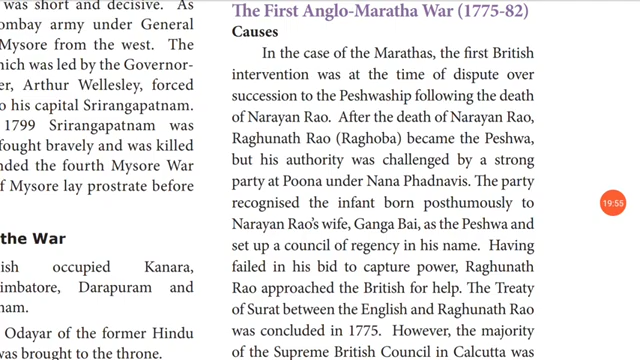 was short and decisive. As
ombay army under General
Mysore from the west. The
hich was led by the Governor-
er, Arthur Wellesley, forced
o his capital Srirangapatnam.
1799 Srirangapatnam was
fought bravely and was killed
nded the fourth Mysore War
f Mysore lay prostrate before
the War
ish occupied Kanara,
imbatore, Darapuram and
nam.
Odayar of the former Hindu
was brought to the throne.
The First Anglo-Maratha War (1775-82)
Causes
In the case of the Marathas, the first British
intervention was at the time of dispute over
succession to the Peshwaship following the death
of Narayan Rao. After the death of Narayan Rao,
Raghunath Rao (Raghoba) became the Peshwa,
but his authority was challenged by a strong
party at Poona under Nana Phadnavis. The party
recognised the infant born posthumously to
Narayan Rao's wife, Ganga Bai, as the Peshwa and
set up a council of regency in his name. Having
failed in his bid to capture power, Raghunath
Rao approached the British for help. The Treaty
of Surat between the English and Raghunath Rao
was concluded in 1775. However, the majority
of the Supreme British Council in Calcutta was
19:55